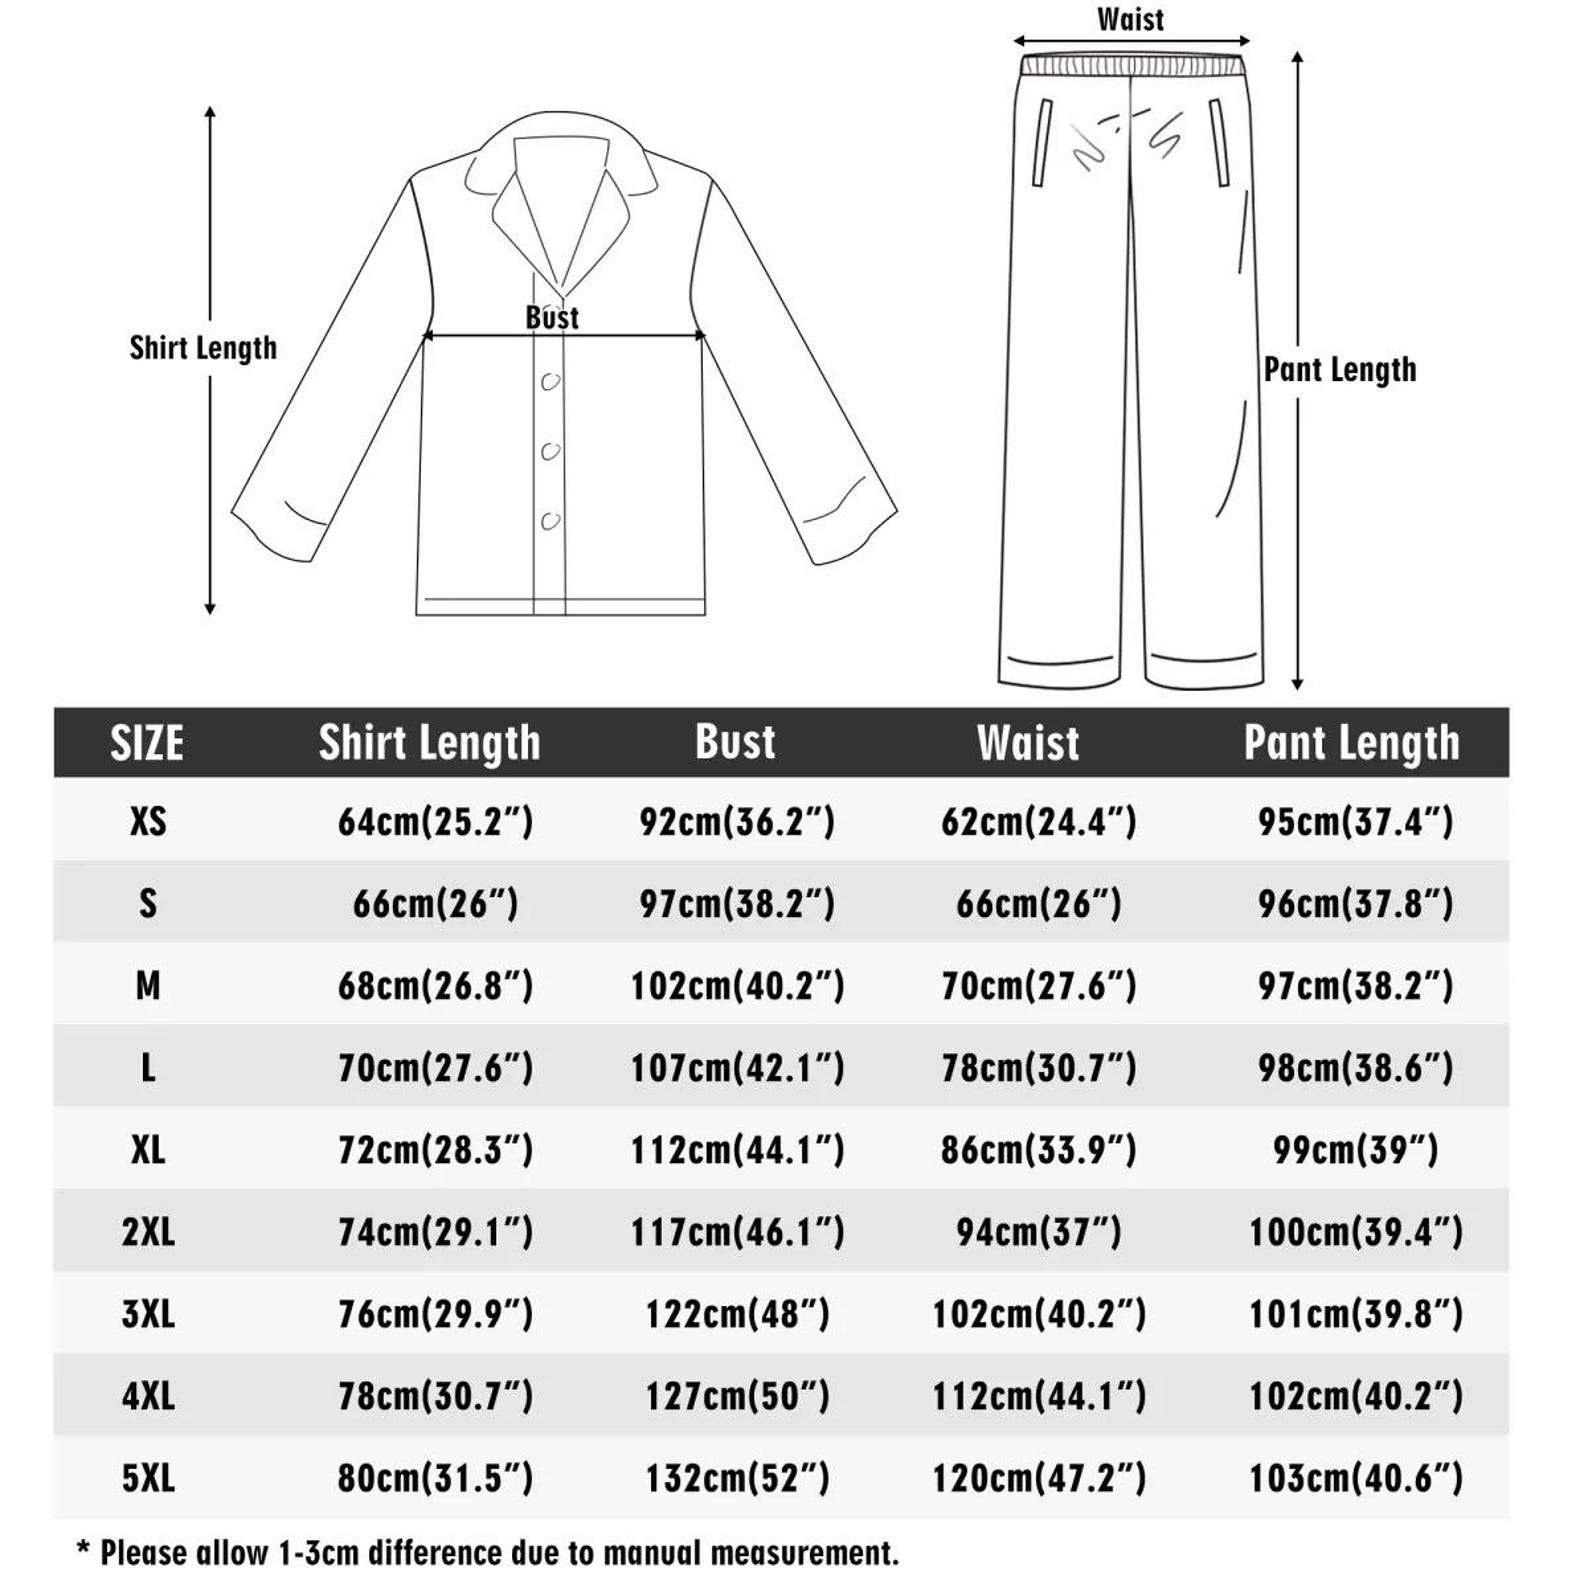 Waist
Shirt Length
Bust
Pant Length
SIZE Shirt Length Bust Waist Pant Length
XS 64cm(25.2″) 92cm(36.2″) 62cm(24.4″) 95cm(37.4″)
S 66cm(26″) 97cm(38.2″) 66cm(26″) 96cm(37.8″)
M 68cm(26.8″) 102cm(40.2″) 70cm(27.6″) 97cm(38.2″)
L 70cm(27.6″) 107cm(42.1″) 78cm(30.7″) 98cm(38.6″)
XL 72cm(28.3″) 112cm(44.1″) 86cm(33.9″) 99cm(39″)
2XL 74cm(29.1″) 117cm(46.1″) 94cm(37″) 100cm(39.4″)
3XL 76cm(29.9″) 122cm(48″) 102cm(40.2″) 101cm(39.8″)
4XL 78cm(30.7″) 127cm(50″) 112cm(44.1″) 102cm(40.2″)
5XL 80cm(31.5″) 132cm(52″) 120cm(47.2″) 103cm(40.6″)
* Please allow 1-3cm difference due to manual measurement.